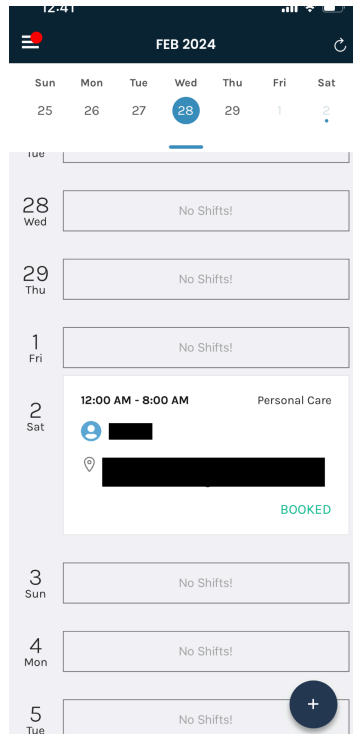 12:41
FEB 2024
Sun Mon Tue Wed Thu Fri Sat
25 26 27 28 29 1 2
Tue
28
Wed
No Shifts!
29
Thu
No Shifts!
1
Fri
No Shifts!
2
Sat
12:00 AM - 8:00 AM Personal Care
BOOKED
3
Sun
No Shifts!
4
Mon
No Shifts!
5
Tue
No Shifts!
+